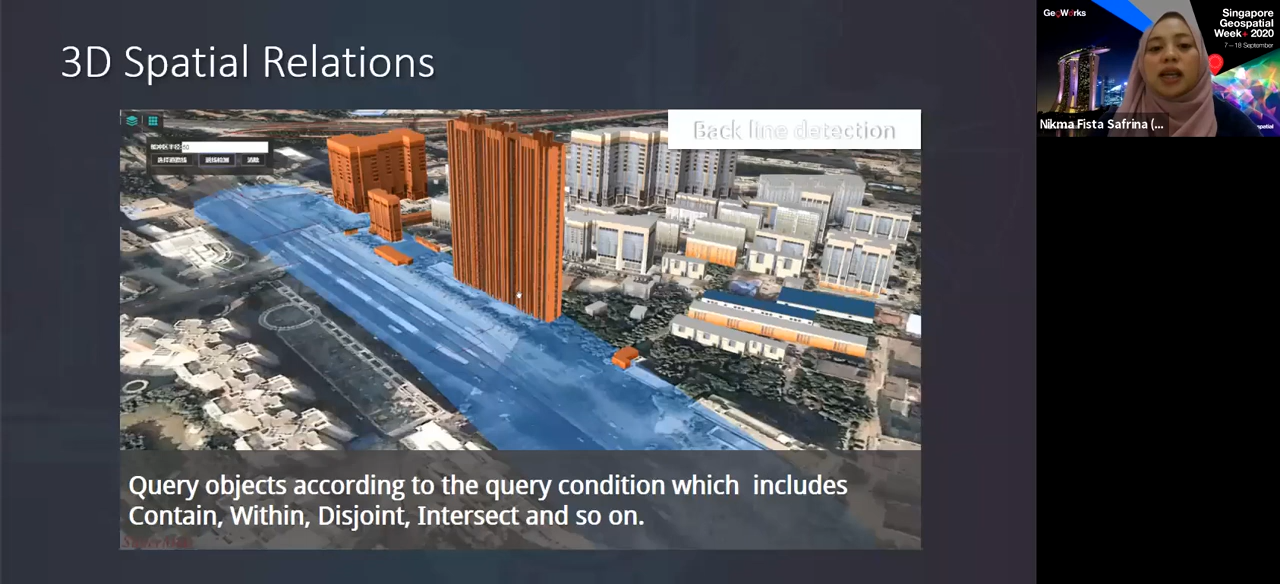 3D Spatial Relations
Back line detection
Query objects according to the query condition which includes
Contain, Within, Disjoint, Intersect and so on.
GeoWorks
Singapore
Geospatial
Week+ 2020
7 – 18 September
Nikma Fista Safrina (...